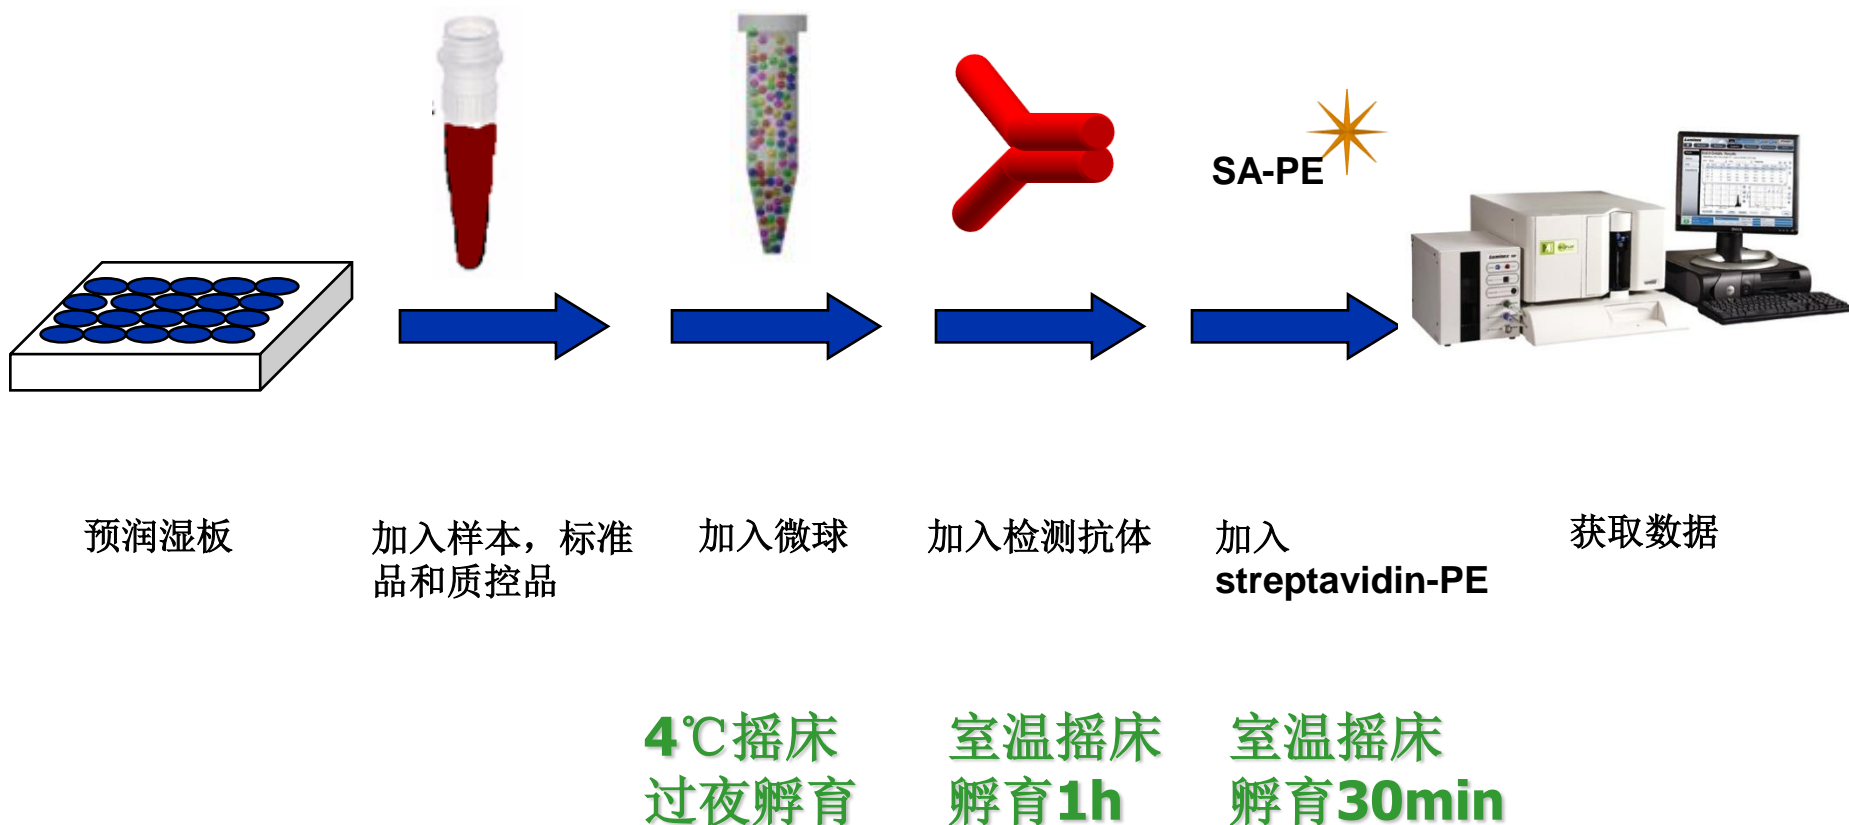 SA-PE
预润湿板
加入样本，标准
品和质控品
加入微球
加入检测抗体
加入
streptavidin-PE
获取数据
4℃摇床
过夜孵育
室温摇床
孵育1h
室温摇床
孵育30min